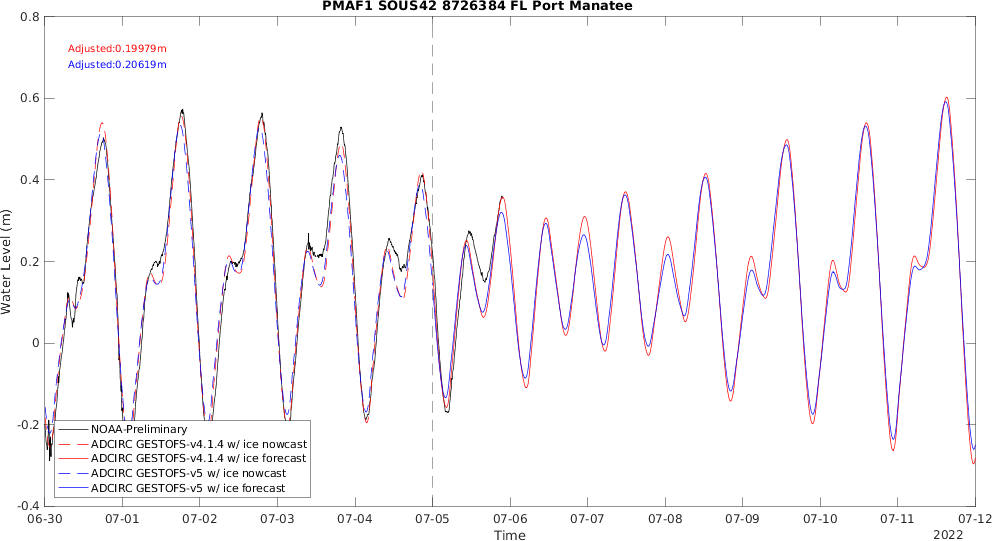 PMAF1 SOUS42 8726384 FL Port Manatee
0.8
Adjusted:0.19979m
Adjusted:0.20619m
0.6
0.4
0.2
0
-0.2
-0.4
Water Level (m)
NOAA-Preliminary
ADCIRC GESTOFS-v4.1.4 w/ ice nowcast
ADCIRC GESTOFS-v4.1.4 w/ ice forecast
ADCIRC GESTOFS-v5 w/ ice nowcast
ADCIRC GESTOFS-v5 w/ ice forecast
06-30 07-01 07-02 07-03 07-04 07-05 07-06 07-07 07-08 07-09 07-10 07-11 07-12
Time
2022